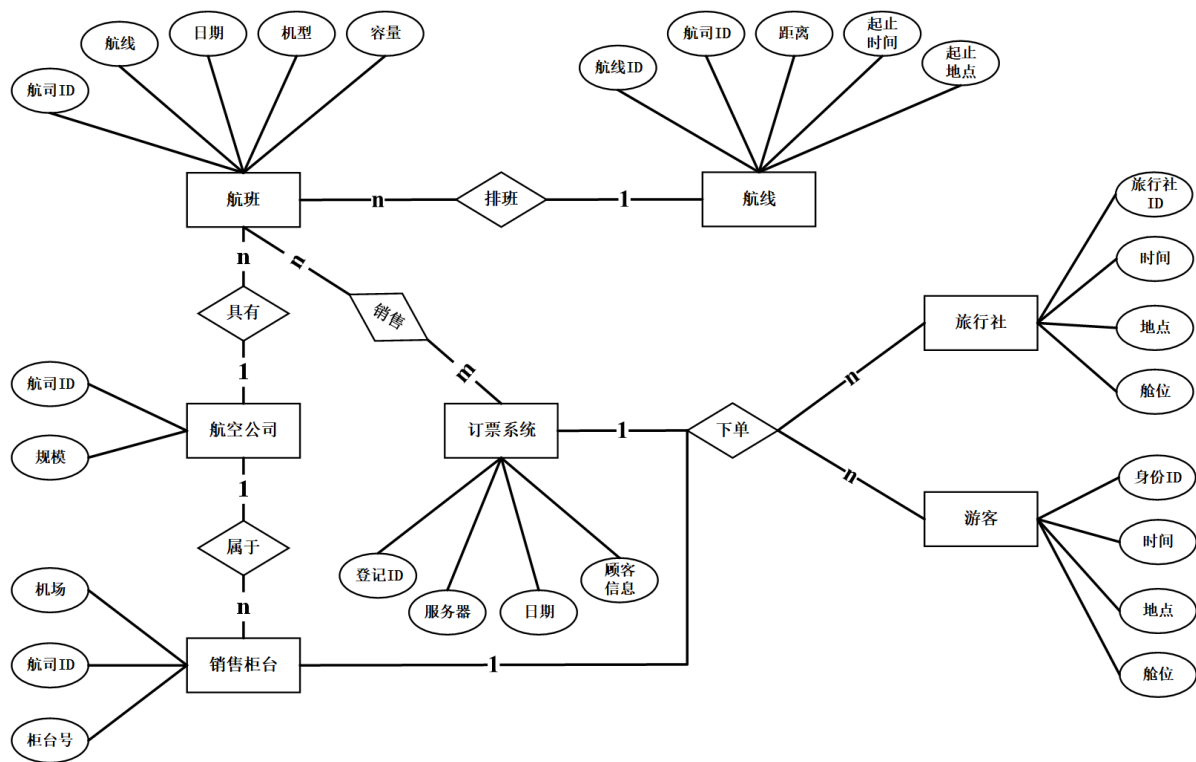 航司ID
航线
日期
机型
容量
航线ID
航司ID
距离
起止
时间
起止
地点
航班
n
排班
1
航线
旅行社
ID
时间
地点
舱位
旅行社
n
具有
1
n
销售
m
航司ID
规模
航空公司
订票系统
1
下单
n
n
1
属于
n
登记ID
服务器
日期
顾客
信息
身份ID
时间
地点
舱位
游客
机场
航司ID
柜台号
销售柜台
1